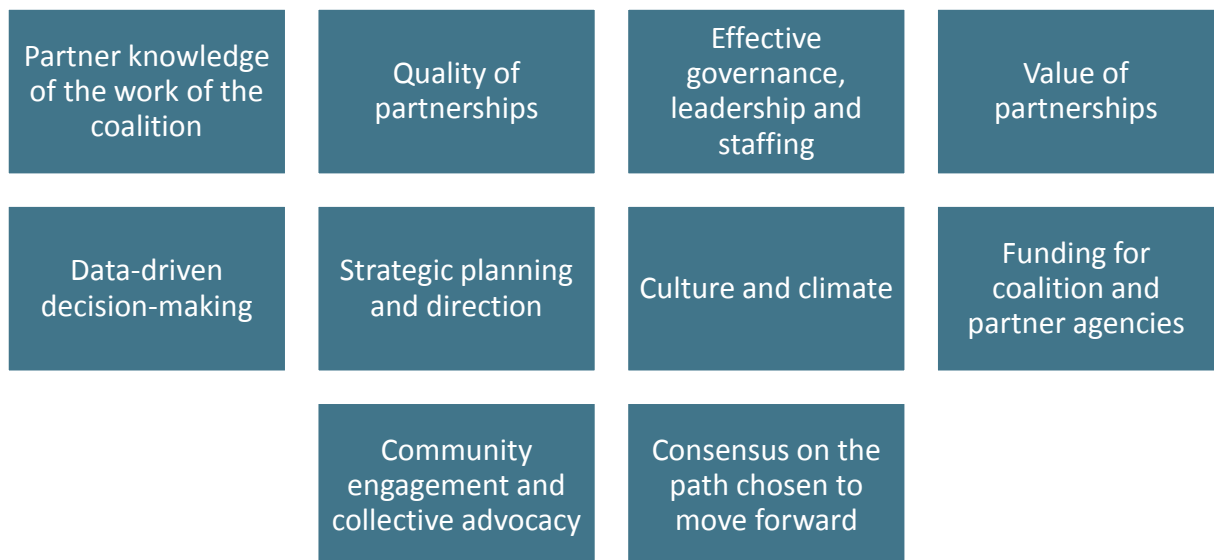 Partner knowledge
of the work of the
coalition
Quality of
partnerships
Effective
governance,
leadership and
staffing
Value of
partnerships
Data-driven
decision-making
Strategic planning
and direction
Culture and climate
Funding for
coalition and
partner agencies
Community
engagement and
collective advocacy
Consensus on the
path chosen to
move forward